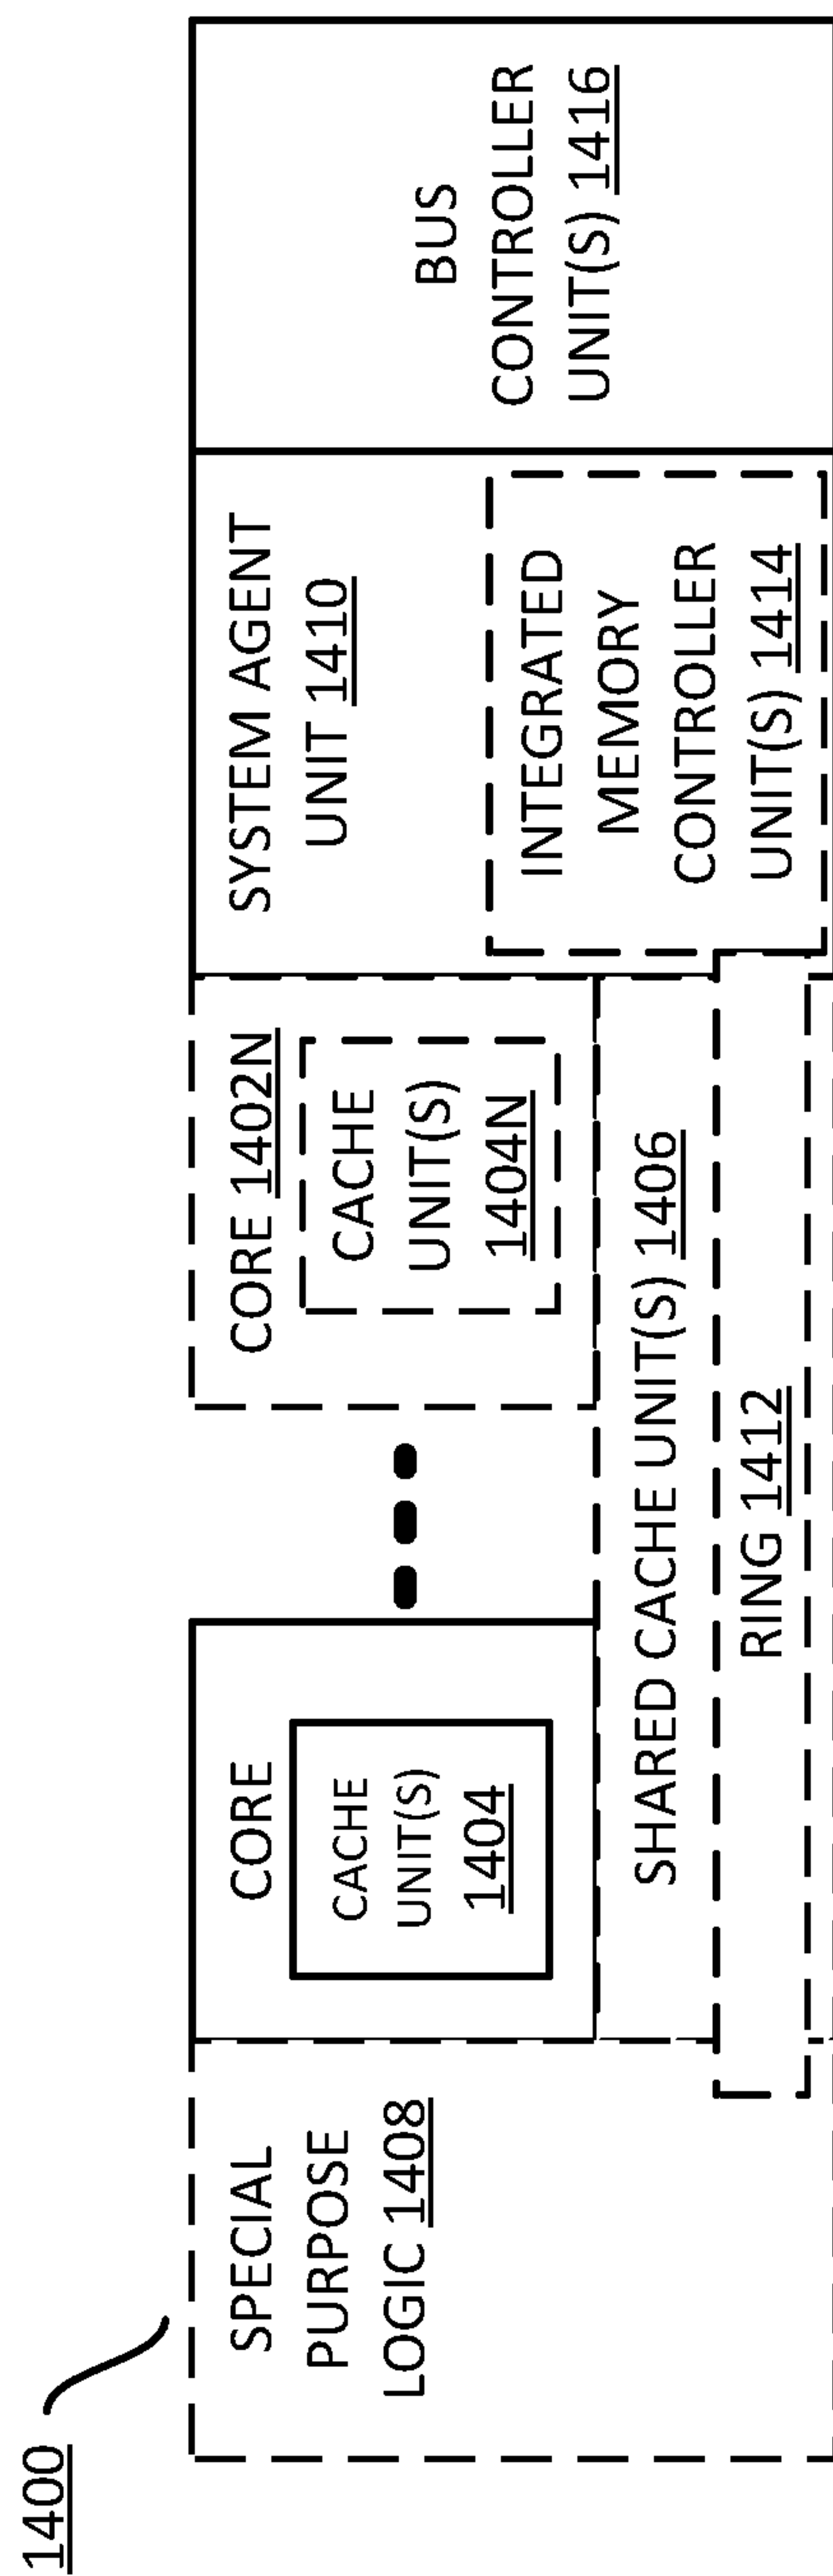 1400
SPECIAL
PURPOSE
LOGIC 1408
CORE
CACHE
UNIT(S)
1404
CORE 1402N
CACHE
UNIT(S)
1404N
SHARED CACHE UNIT(S) 1406
RING 1412
SYSTEM AGENT
UNIT 1410
INTEGRATED
MEMORY
CONTROLLER
UNIT(S) 1414
BUS
CONTROLLER
UNIT(S) 1416